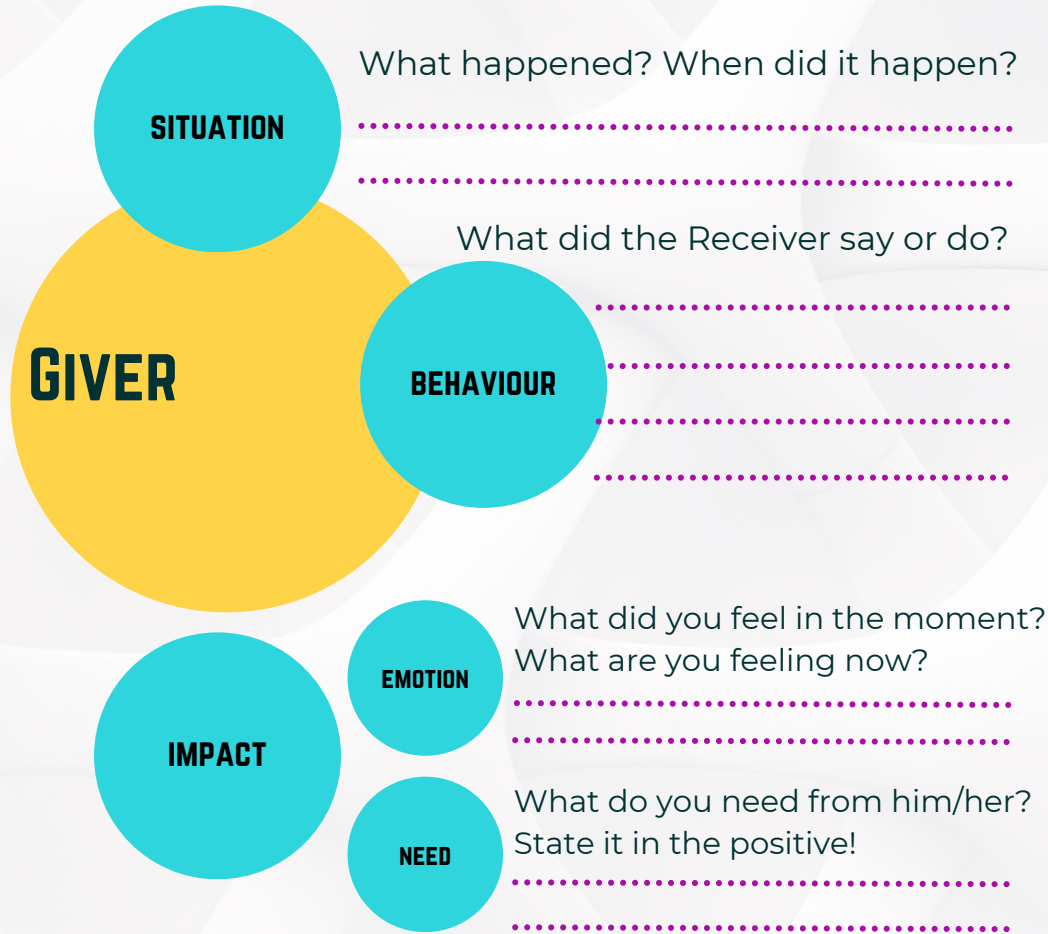 What happened? When did it happen?
SITUATION
What did the Receiver say or do?
GIVER
BEHAVIOUR
What did you feel in the moment?
What are you feeling now?
EMOTION
IMPACT
What do you need from him/her?
State it in the positive!
NEED